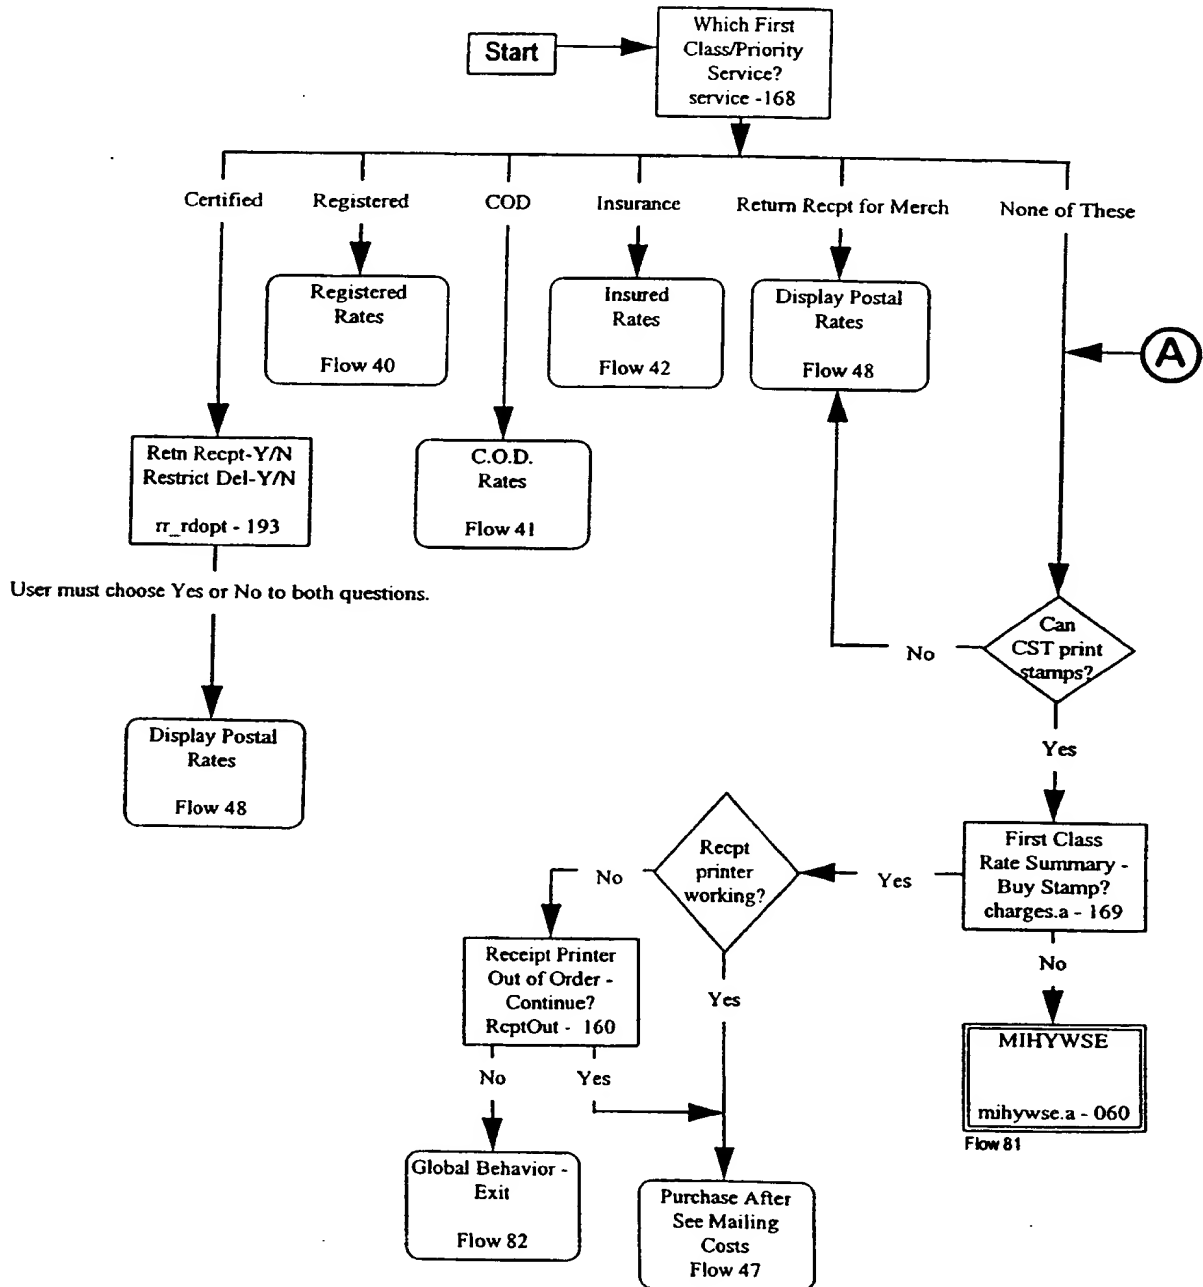 Start
Which First
Class/Priority
Service?
service -168
Certified
Registered
COD
Insurance
Return Recpt for Merch
None of These
Registered
Rates
Flow 40
Insured
Rates
Flow 42
Display Postal
Rates
Flow 48
A
Retn Recpt-Y/N
Restrict Del-Y/N
rr_rdopt - 193
C.O.D.
Rates
Flow 41
User must choose Yes or No to both questions.
Can
CST print
stamps?
No
Yes
Display Postal
Rates
Flow 48
First Class
Rate Summary -
Buy Stamp?
charges.a - 169
Yes
Recpt
printer
working?
No
Receipt Printer
Out of Order -
Continue?
RcptOut - 160
Yes
No
MIHYWSE
mihywse.a - 060
Flow 81
No
Yes
Global Behavior -
Exit
Flow 82
Purchase After
See Mailing
Costs
Flow 47